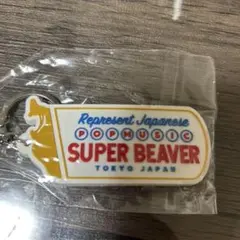 Represent Japanese
POPMUSIC
SUPER BEAVER
TOKYO JAPAN